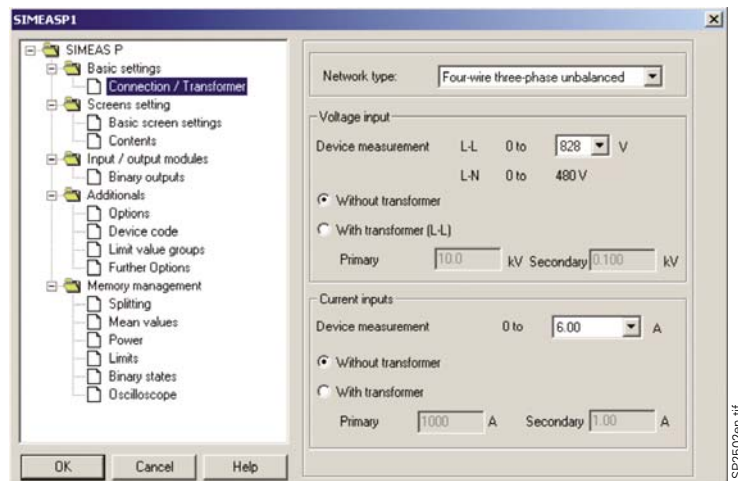 SIMEASP1
SIMEAS P
Basic settings
Connection / Transformer
Screens setting
Basic screen settings
Contents
Input / output modules
Binary outputs
Additionals
Options
Device code
Limit value groups
Further Options
Memory management
Splitting
Mean values
Power
Limits
Binary states
Oscilloscope
OK Cancel Help
Network type: Four-wire three-phase unbalanced
Voltage input
Device measurement L-L 0 to 828 V
L-N 0 to 480 V
Without transformer
With transformer (L-L)
Primary 10.0 kV Secondary 0.100 kV
Current inputs
Device measurement 0 to 6.00 A
Without transformer
With transformer
Primary 1000 A Secondary 1.00 A
SP2502en.tif